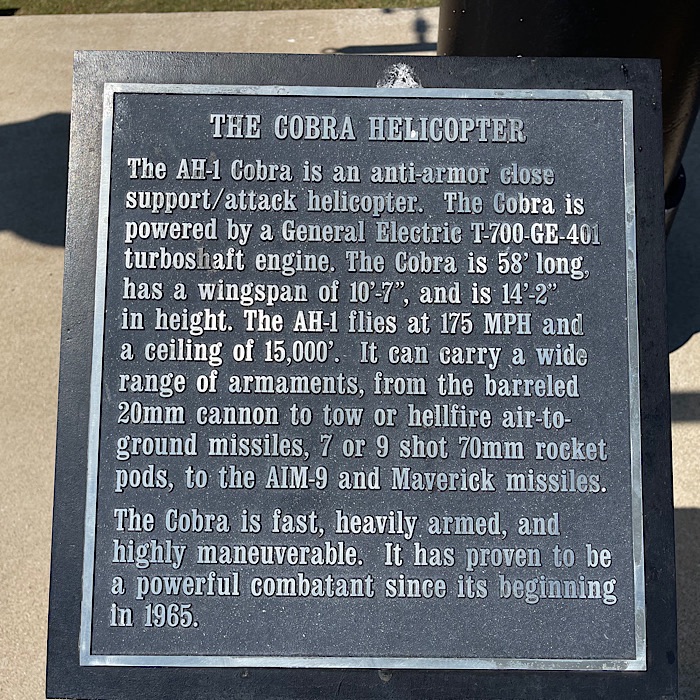 THE COBRA HELICOPTER
The AH-1 Cobra is an anti-armor close
support/attack helicopter. The Cobra is
powered by a General Electric T-700-GE-401
turboshaft engine. The Cobra is 58' long,
has a wingspan of 10'-7”, and is 14'-2”
in height. The AH-1 flies at 175 MPH and
a ceiling of 15,000'. It can carry a wide
range of armaments, from the barreled
20mm cannon to tow or hellfire air-to-
ground missiles, 7 or 9 shot 70mm rocket
pods, to the AIM-9 and Maverick missiles.
The Cobra is fast, heavily armed, and
highly maneuverable. It has proven to be
a powerful combatant since its beginning
in 1965.